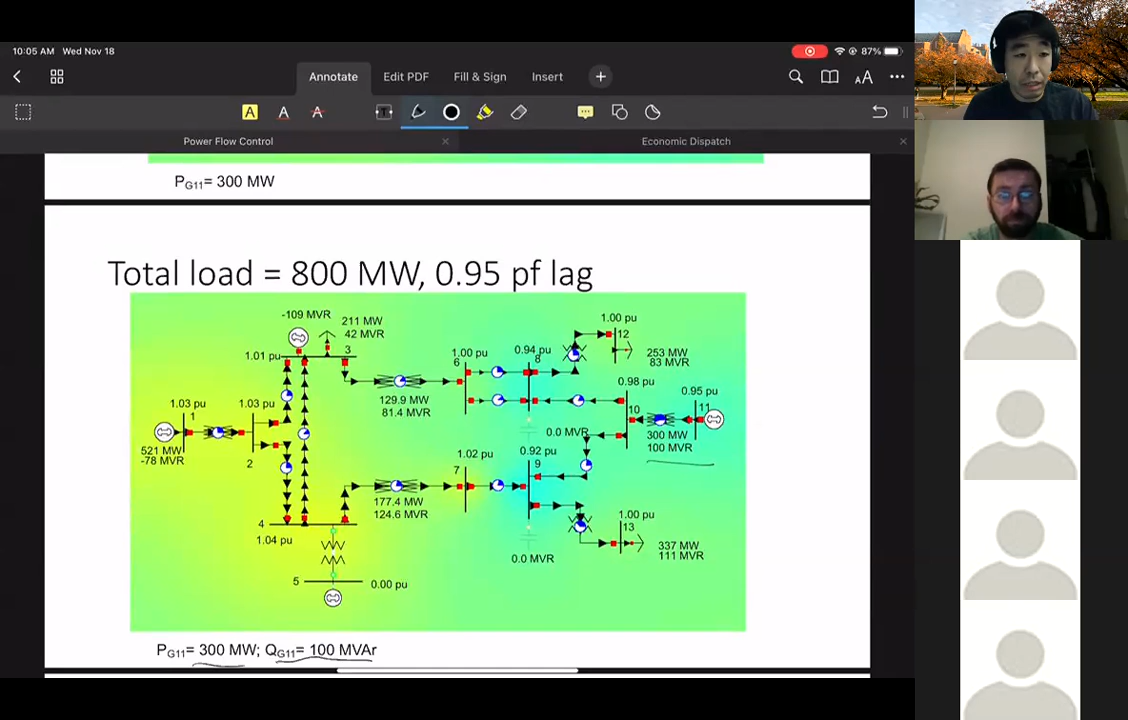 10:05 AM Wed Nov 18
87%
Annotate
Edit PDF
Fill & Sign
Insert
Power Flow Control
Economic Dispatch
PG11= 300 MW
Total load = 800 MW, 0.95 pf lag
-109 MVR
211 MW
42 MVR
1.01 pu
3
1.00 pu
6
0.94 pu
8
1.00 pu
12
253 MW
83 MVR
129.9 MW
81.4 MVR
0.98 pu
10
0.95 pu
11
300 MW
100 MVR
1.03 pu
1
1.03 pu
2
521 MW
-78 MVR
0.0 MVR
1.02 pu
7
0.92 pu
9
177.4 MW
124.6 MVR
4
1.04 pu
1.00 pu
13
337 MW
111 MVR
0.0 MVR
5
0.00 pu
PG11= 300 MW; QG11= 100 MVAr